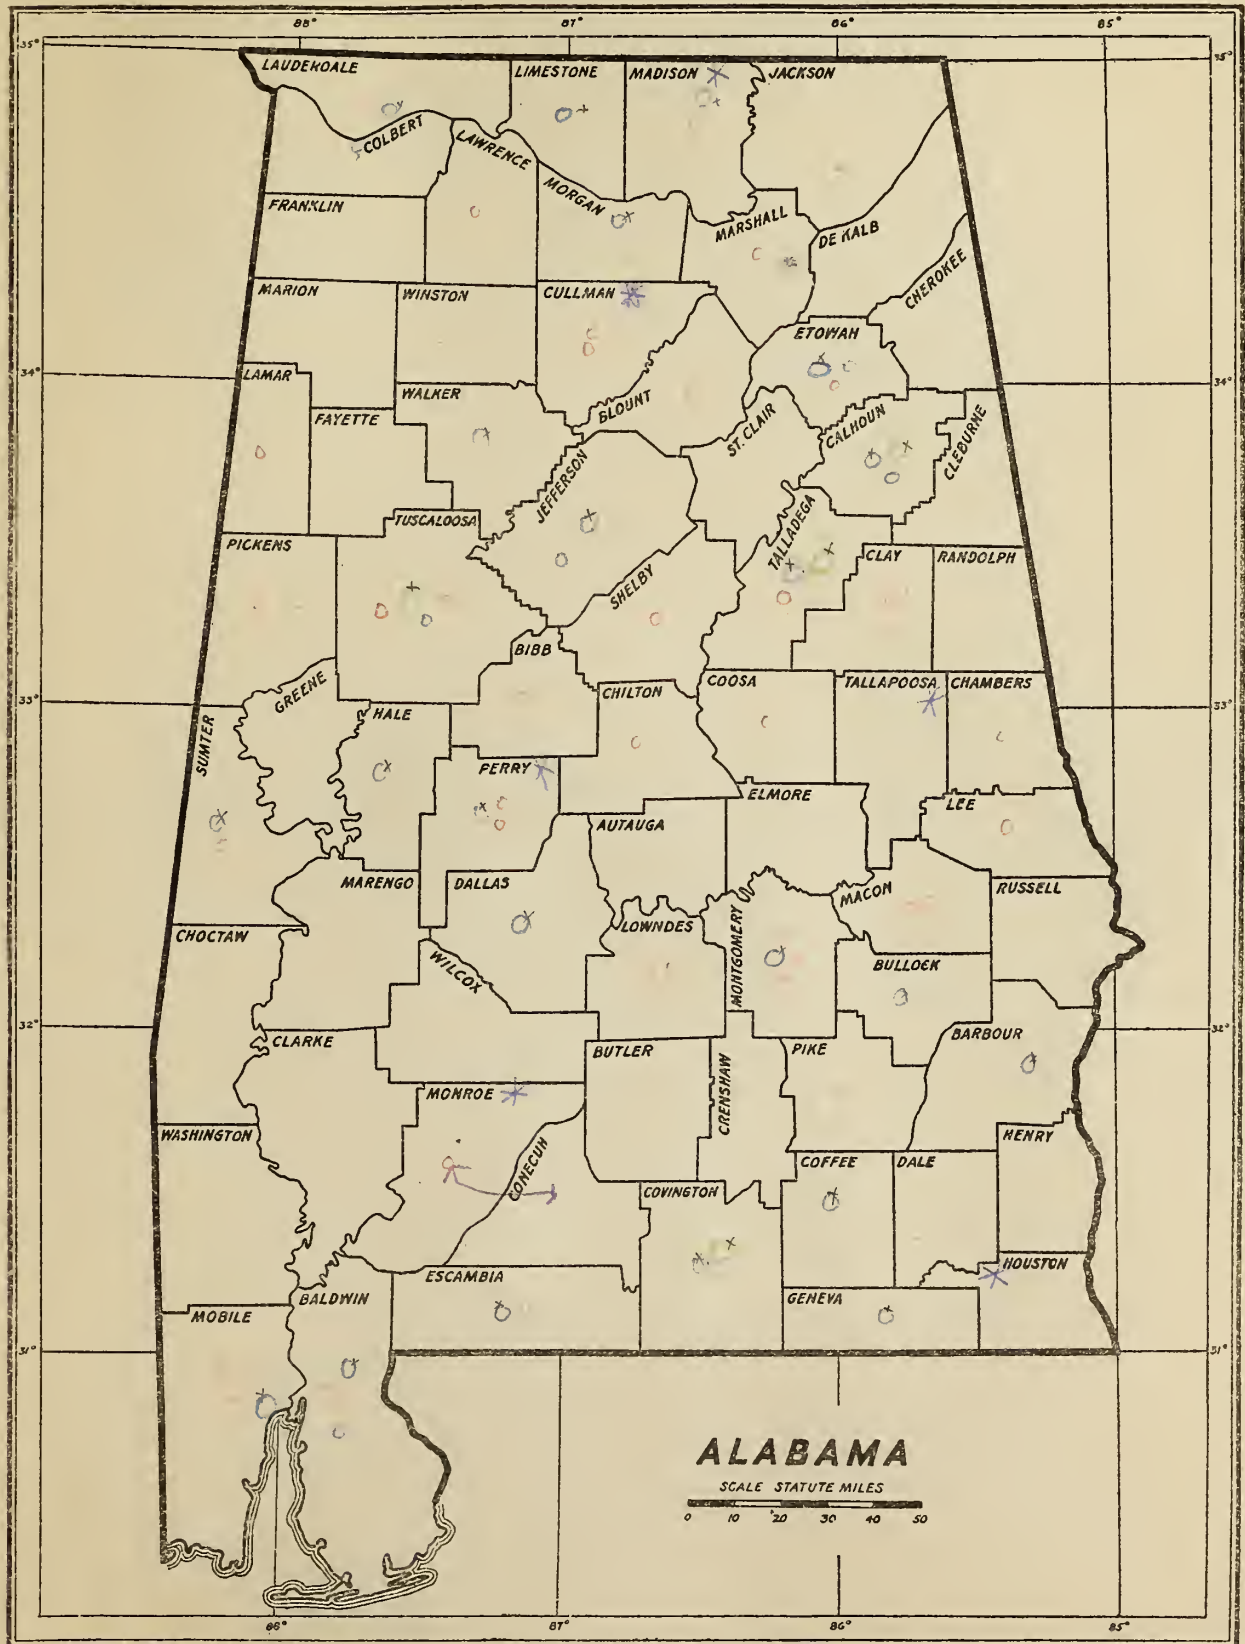 88° 87° 86° 85°
35° 35°
LAUDERDALE LIMESTONE MADISON JACKSON
COLBERT LAWRENCE
MORGAN
FRANKLIN MARSHALL DE KALB
CHEROKEE
MARION WINSTON CULLMAN
ETOWAH
34° 34°
LAMAR
WALKER BLOUNT
FAYETTE ST. CLAIR CALHOUN CLEBURNE
JEFFERSON
TUSCALOOSA TALLADEGA
PICKENS CLAY RANDOLPH
SHELBY
BIBB
GREENE COOSA TALLAPOOSA CHAMBERS
CHILTON
33° 33°
HALE
SUMTER
PERRY
ELMORE LEE
AUTAUGA
MARENGO DALLAS MACON RUSSELL
LOWNDES
CHOCTAW MONTGOMERY
WILCOX BULLOCK
32° 32°
CLARKE BUTLER PIKE BARBOUR
CRENSHAW
MONROE
WASHINGTON HENRY
CONECUH COFFEE DALE
COVINGTON
HOUSTON
ESCAMBIA
BALDWIN GENEVA
MOBILE
31° 31°
ALABAMA
SCALE STATUTE MILES
0 10 20 30 40 50
88° 87° 86° 85°